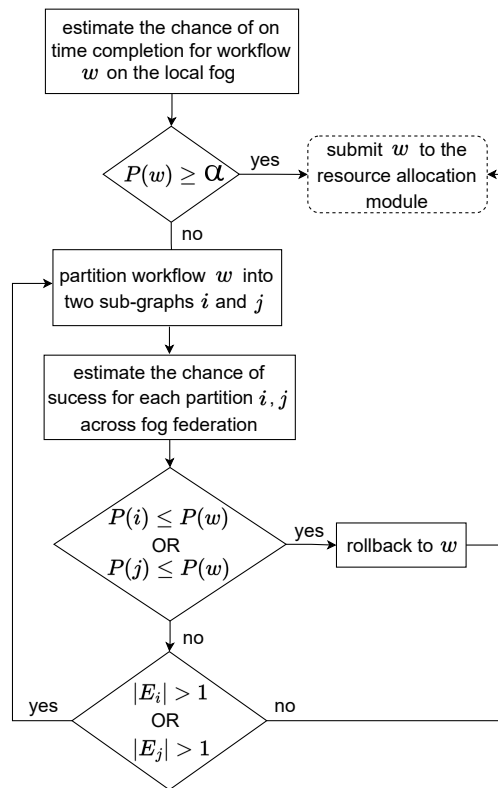 estimate the chance of on
time completion for workflow
w on the local fog
P(w) ≥ α
yes
submit w to the
resource allocation
module
no
partition workflow w into
two sub-graphs i and j
estimate the chance of
sucess for each partition i, j
across fog federation
P(i) ≤ P(w)
OR
P(j) ≤ P(w)
yes
rollback to w
no
|E_i| > 1
OR
|E_j| > 1
yes
no